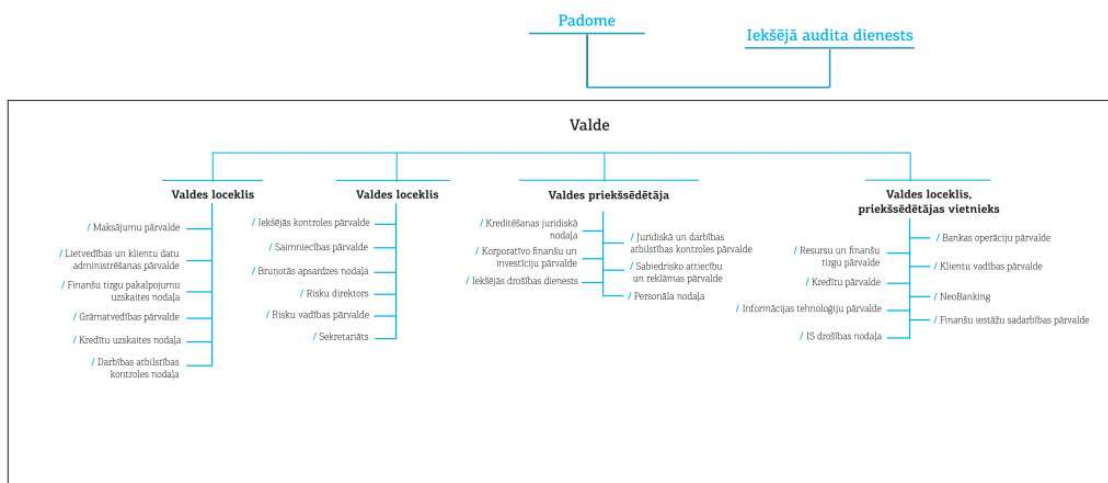 Padome
Iekšējā audita dienests
Valde
Valdes loceklis
/ Maksājumu pārvalde
/ Lietvedības un klientu datu
administrēšanas pārvalde
/ Finanšu tirgu pakalpojumu
uzskaites nodaļa
/ Grāmatvedības pārvalde
/ Kredītu uzskaites nodaļa
/ Darbības atbilstības
kontroles nodaļa
Valdes loceklis
/ Iekšējās kontroles pārvalde
/ Saimniecības pārvalde
/ Bruņotās apsardzes nodaļa
/ Risku direktors
/ Risku vadības pārvalde
/ Sekretariāts
Valdes priekšsēdētāja
/ Kreditēšanas juridiskā
nodaļa
/ Korporatīvo finanšu un
investīciju pārvalde
/ Iekšējās drošības dienests
/ Juridiskā un darbības
atbilstības kontroles pārvalde
/ Sabiedrisko attiecību
un reklāmas pārvalde
/ Personāla nodaļa
Valdes loceklis,
priekšsēdētājas vietnieks
/ Resursu un finanšu
tirgu pārvalde
/ Kredītu pārvalde
/ Informācijas tehnoloģiju pārvalde
/ IS drošības nodaļa
/ Bankas operāciju pārvalde
/ Klientu vadības pārvalde
/ NeoBanking
/ Finanšu iestāžu sadarbības pārvalde